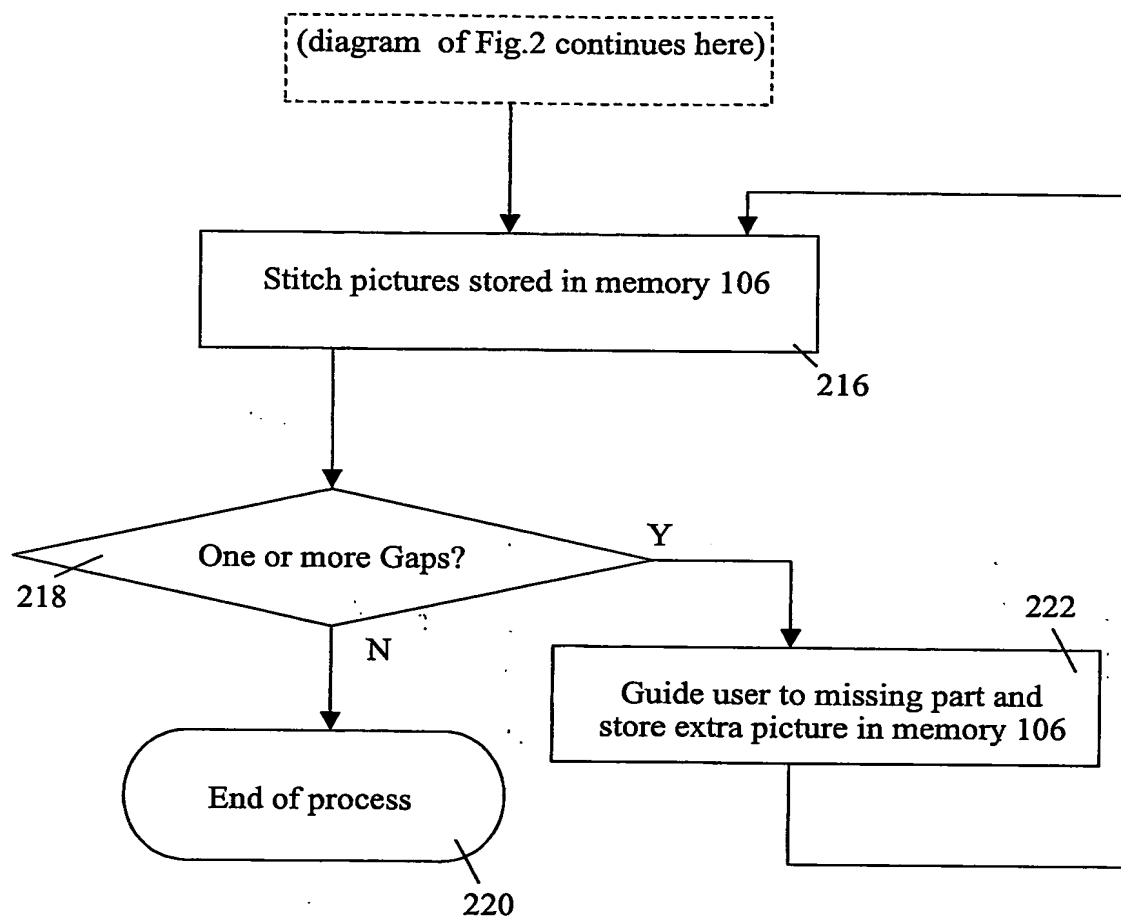 (diagram of Fig.2 continues here)
Stitch pictures stored in memory 106
216
One or more Gaps?
Y
218
N
222
Guide user to missing part and
store extra picture in memory 106
End of process
220